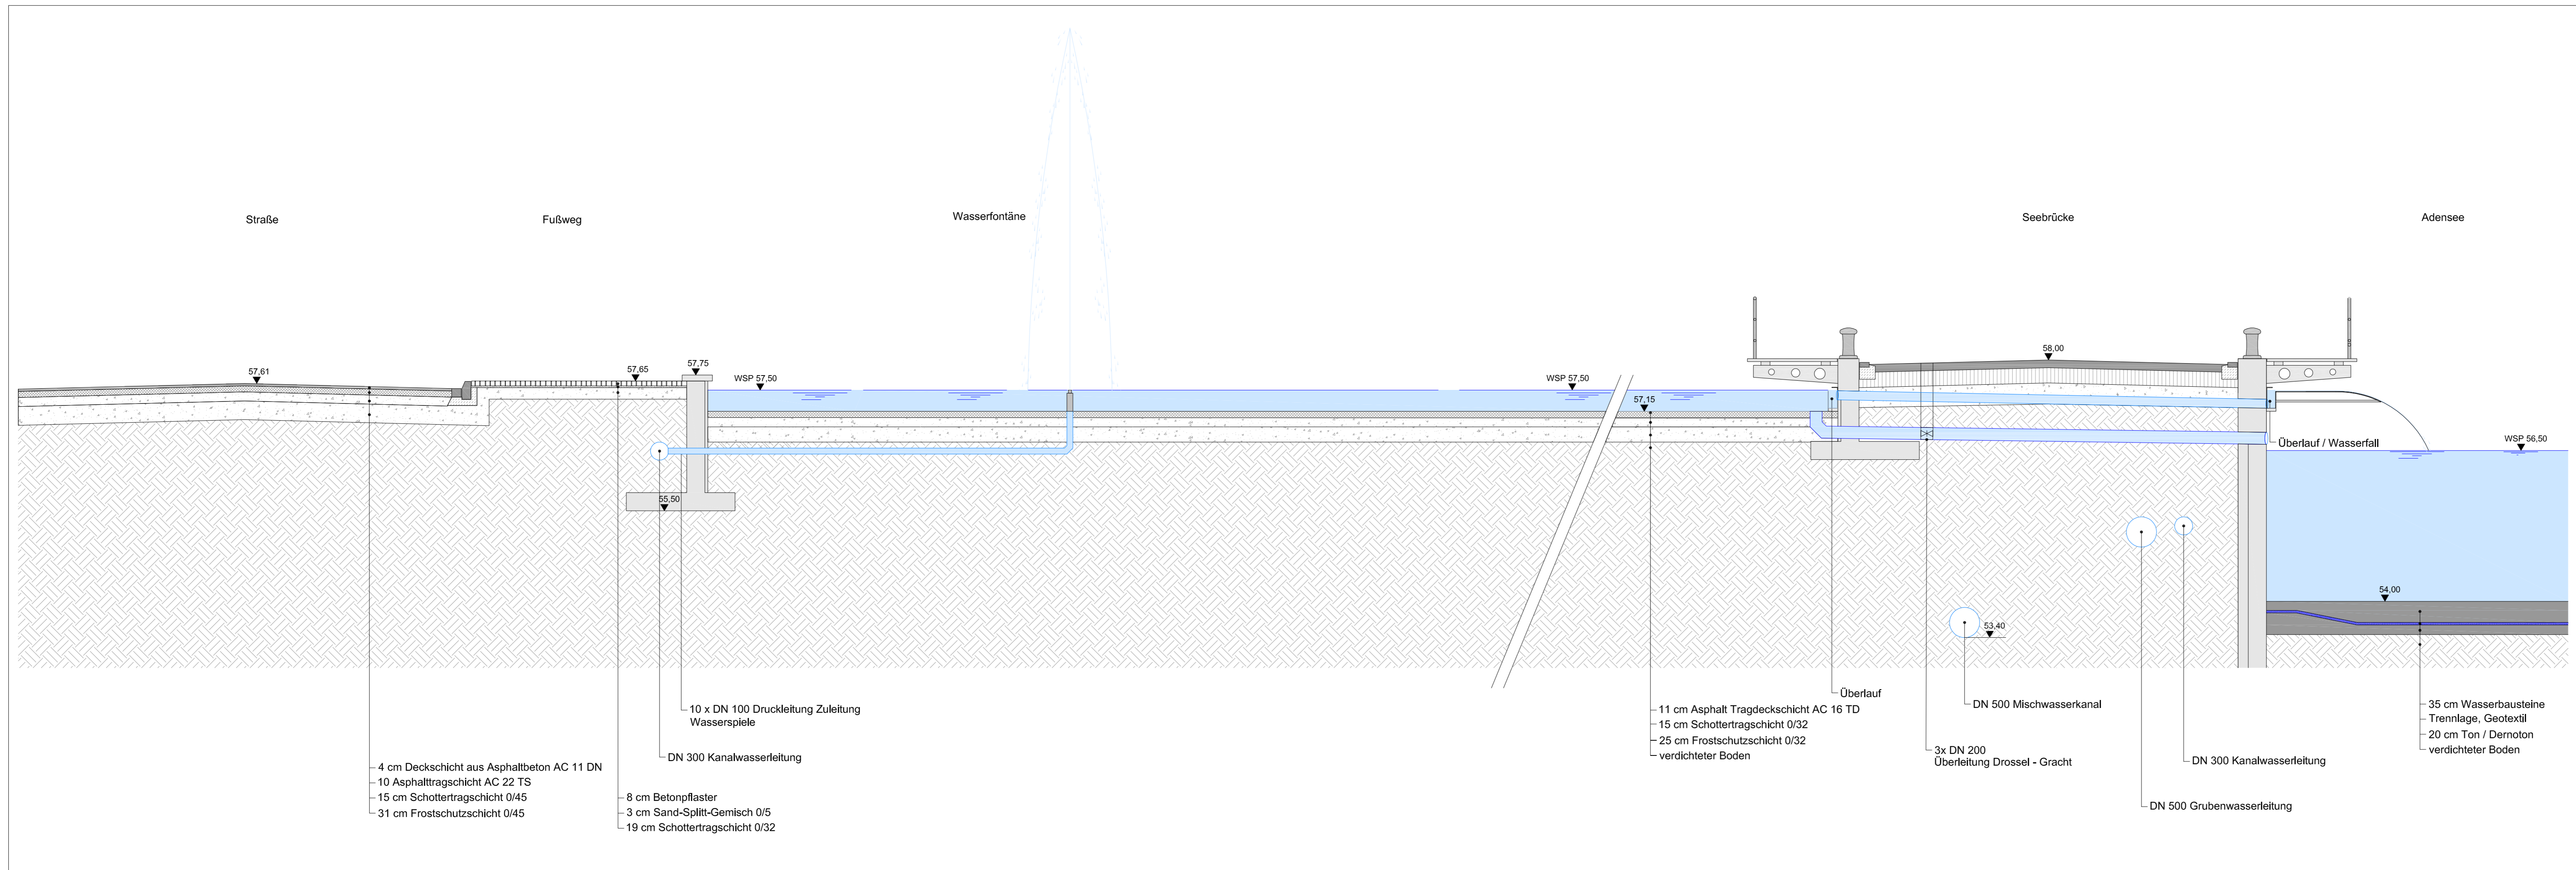 Straße
Fußweg
Wasserfontäne
Seebrücke
Adensee
57,61
57,65
57,75
WSP 57,50
WSP 57,50
57,15
58,00
Überlauf / Wasserfall
WSP 56,50
55,50
54,00
53,40
4 cm Deckschicht aus Asphaltbeton AC 11 DN
10 Asphalttragschicht AC 22 TS
15 cm Schottertragschicht 0/45
31 cm Frostschutzschicht 0/45
8 cm Betonpflaster
3 cm Sand-Splitt-Gemisch 0/5
19 cm Schottertragschicht 0/32
10 x DN 100 Druckleitung Zuleitung
Wasserspiele
DN 300 Kanalwasserleitung
11 cm Asphalt Tragdeckschicht AC 16 TD
15 cm Schottertragschicht 0/32
25 cm Frostschutzschicht 0/32
verdichteter Boden
Überlauf
3x DN 200
Überleitung Drossel - Gracht
DN 500 Mischwasserkanal
DN 500 Grubenwasserleitung
DN 300 Kanalwasserleitung
35 cm Wasserbausteine
Trennlage, Geotextil
20 cm Ton / Dernoton
verdichteter Boden